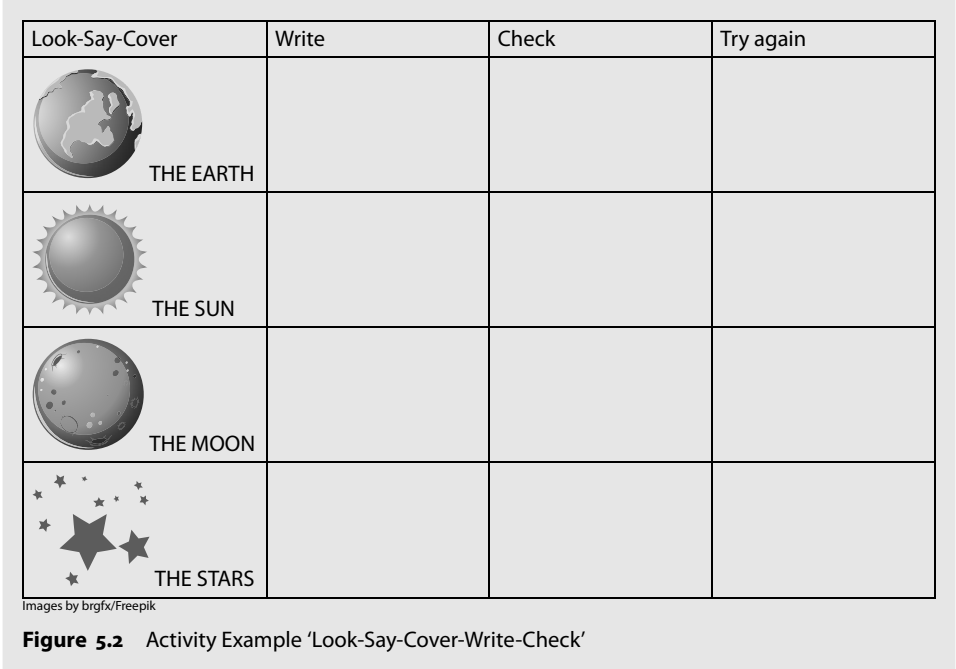 Look-Say-Cover Write Check Try again
THE EARTH
THE SUN
THE MOON
THE STARS
Images by brgfx/Freepik
Figure 5.2 Activity Example ‘Look-Say-Cover-Write-Check’